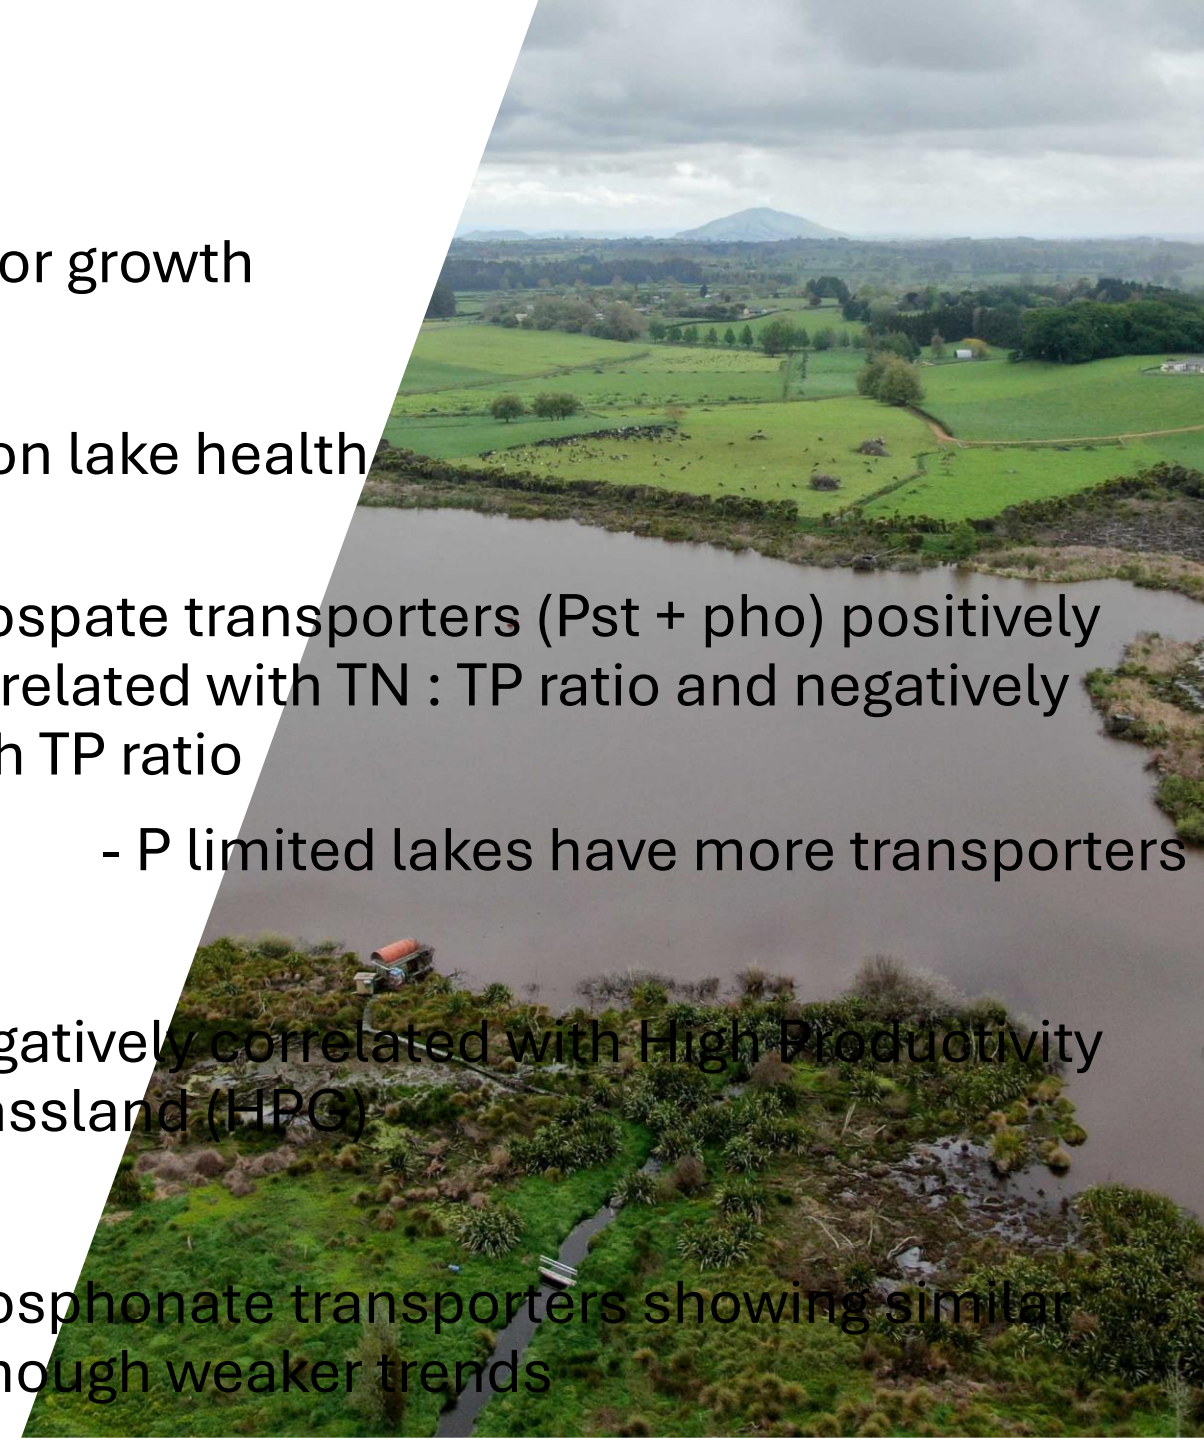 or growth
on lake health
ospate transporters (Pst + pho) positively
related with TN : TP ratio and negatively
h TP ratio
- P limited lakes have more transporters
gatively correlated with High Productivity
assland (HPG)
osphonate transporters showing similar
hough weaker trends